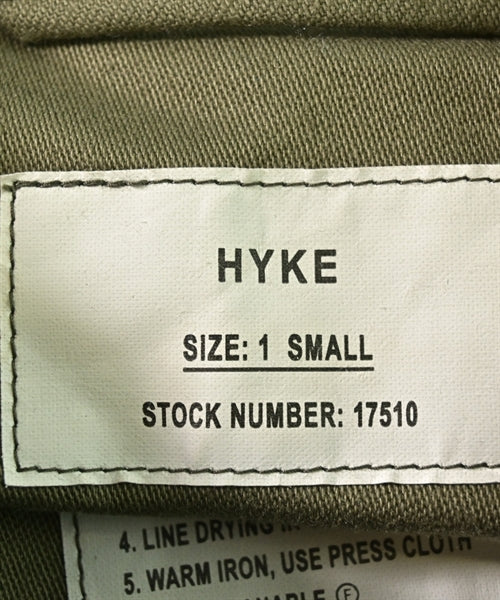 HYKE
SIZE: 1 SMALL
STOCK NUMBER: 17510
4. LINE DRYING
5. WARM IRON, USE PRESS CLOTH
F